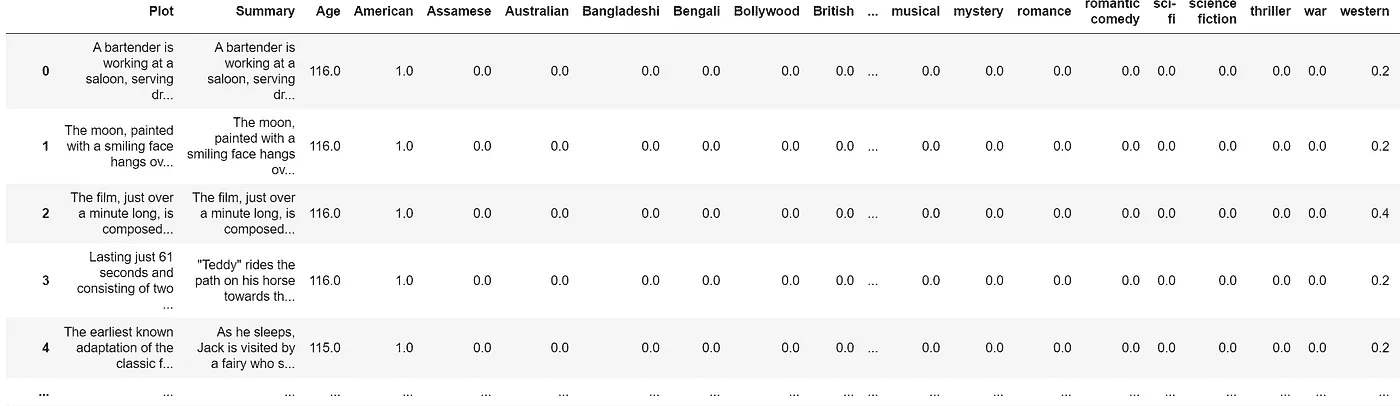 Plot Summary Age American Assamese Australian Bangladeshi Bengali Bollywood British ... musical mystery romance romantic comedy sci-fi science fiction thriller war western
0 A bartender is working at a saloon, serving dr... A bartender is working at a saloon, serving dr... 116.0 1.0 0.0 0.0 0.0 0.0 0.0 0.0 ... 0.0 0.0 0.0 0.0 0.0 0.0 0.0 0.0 0.2
1 The moon, painted with a smiling face hangs ov... The moon, painted with a smiling face hangs ov... 116.0 1.0 0.0 0.0 0.0 0.0 0.0 0.0 ... 0.0 0.0 0.0 0.0 0.0 0.0 0.0 0.0 0.2
2 The film, just over a minute long, is composed... The film, just over a minute long, is composed... 116.0 1.0 0.0 0.0 0.0 0.0 0.0 0.0 ... 0.0 0.0 0.0 0.0 0.0 0.0 0.0 0.0 0.4
3 Lasting just 61 seconds and consisting of two ... "Teddy" rides the path on his horse towards th... 116.0 1.0 0.0 0.0 0.0 0.0 0.0 0.0 ... 0.0 0.0 0.0 0.0 0.0 0.0 0.0 0.0 0.2
4 The earliest known adaptation of the classic f... As he sleeps, Jack is visited by a fairy who s... 115.0 1.0 0.0 0.0 0.0 0.0 0.0 0.0 ... 0.0 0.0 0.0 0.0 0.0 0.0 0.0 0.0 0.2
... ... ... ... ... ... ... ... ... ... ... ... ... ... ... ... ... ... ... ... ...